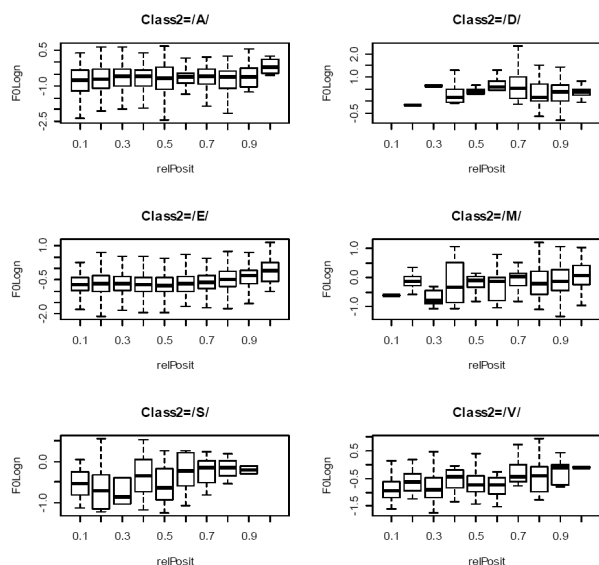 Class2=/A/
F0Logn
0.5
-1.0
-2.5
0.1 0.3 0.5 0.7 0.9
relPosit
Class2=/D/
F0Logn
2.0
1.0
-0.5
0.1 0.3 0.5 0.7 0.9
relPosit
Class2=/E/
F0Logn
1.0
-0.5
-2.0
0.1 0.3 0.5 0.7 0.9
relPosit
Class2=/M/
F0Logn
1.0
0.0
-1.0
0.1 0.3 0.5 0.7 0.9
relPosit
Class2=/S/
F0Logn
0.0
-1.0
0.1 0.3 0.5 0.7 0.9
relPosit
Class2=/V/
F0Logn
0.5
-0.5
-1.5
0.1 0.3 0.5 0.7 0.9
relPosit